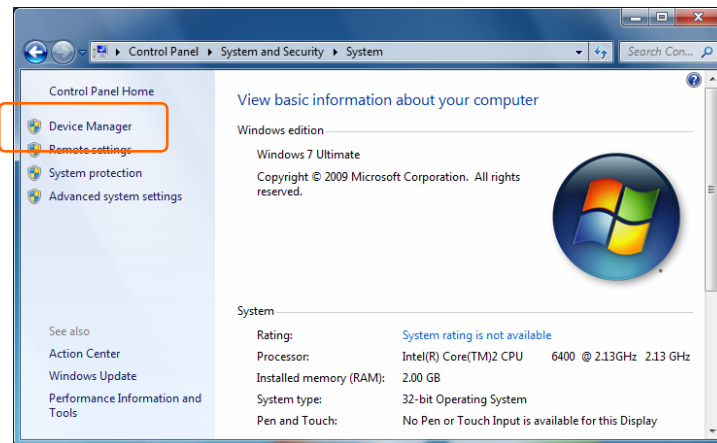 Control Panel System and Security System
Search Con...
Control Panel Home
Device Manager
Remote settings
System protection
Advanced system settings
See also
Action Center
Windows Update
Performance Information and
Tools
View basic information about your computer
Windows edition
Windows 7 Ultimate
Copyright © 2009 Microsoft Corporation. All rights
reserved.
System
Rating: System rating is not available
Processor: Intel(R) Core(TM)2 CPU 6400 @ 2.13GHz 2.13 GHz
Installed memory (RAM): 2.00 GB
System type: 32-bit Operating System
Pen and Touch: No Pen or Touch Input is available for this Display